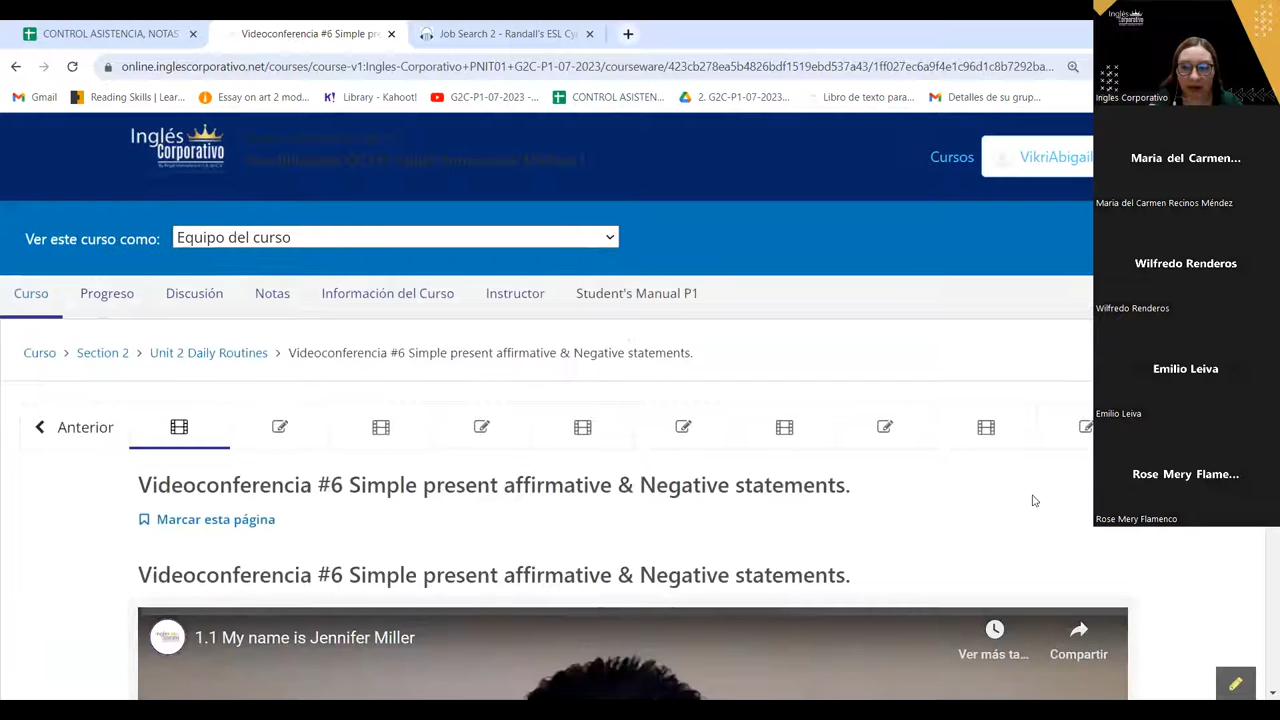 CONTROL ASISTENCIA, NOTAS
Videoconferencia #6 Simple pr
Job Search 2 - Randall's ESL Cy
online.inglescorporativo.net/courses/course-v1:Ingles-Corporativo+PNIT01+G2C-P1-07-2023/courseware/423cb278ea5b4826bdf1519ebd537a43/1ff027ec6a9f4e1c96d1c8b7292ba...
Gmail
Reading Skills | Lear...
Essay on art 2 mod...
Library - Kahoot!
G2C-P1-07-2023 -...
CONTROL ASISTEN...
2. G2C-P1-07-2023...
Libro de texto para...
Detalles de su grup...
Inglés
Corporativo
Cursos
VikriAbigail
Ver este curso como:
Equipo del curso
Curso
Progreso
Discusión
Notas
Información del Curso
Instructor
Student's Manual P1
Curso > Section 2 > Unit 2 Daily Routines > Videoconferencia #6 Simple present affirmative & Negative statements.
Anterior
Videoconferencia #6 Simple present affirmative & Negative statements.
Marcar esta página
Videoconferencia #6 Simple present affirmative & Negative statements.
1.1 My name is Jennifer Miller
Ver más ta...
Compartir
Inglés
Corporativo
Ingles Corporativo
Maria del Carmen...
Maria del Carmen Recinos Méndez
Wilfredo Renderos
Wilfredo Renderos
Emilio Leiva
Emilio Leiva
Rose Mery Flame...
Rose Mery Flamenco